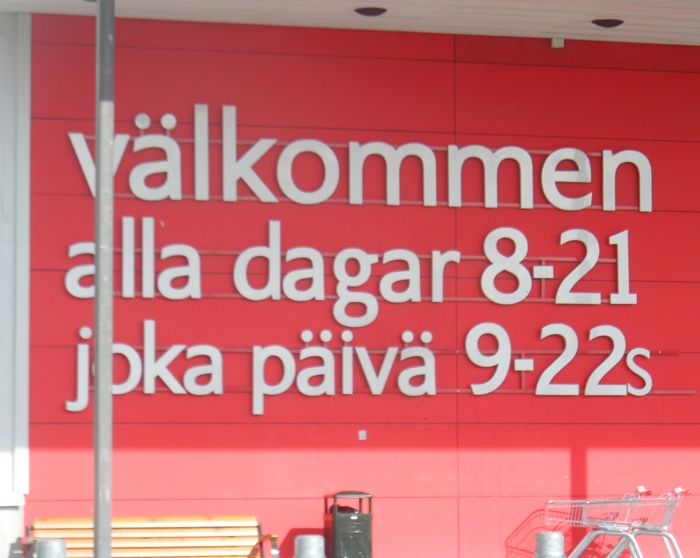 välkommen
alla dagar 8-21
joka päivä 9-22s